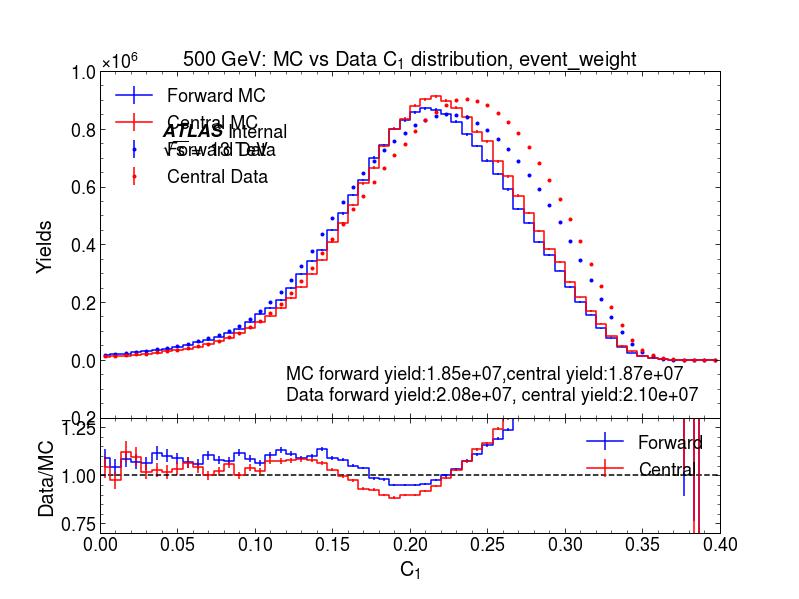 ×10⁶
500 GeV: MC vs Data C₁ distribution, event_weight
1.0
0.8
0.6
0.4
0.2
0.0
0.2
Yields
Forward MC
Central MC
ATLAS Internal
√s = 13 TeV
Forward Data
Central Data
MC forward yield:1.85e+07,central yield:1.87e+07
Data forward yield:2.08e+07, central yield:2.10e+07
1.25
1.00
0.75
Data/MC
Forward
Central
0.00 0.05 0.10 0.15 0.20 0.25 0.30 0.35 0.40
C₁